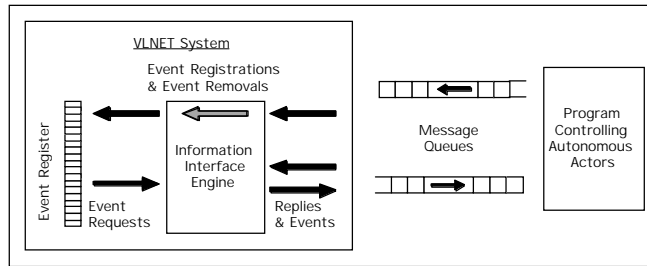 VLNET System
Event Registrations
& Event Removals
Event Register
Information
Interface
Engine
Event
Requests
Replies
& Events
Message
Queues
Program
Controlling
Autonomous
Actors